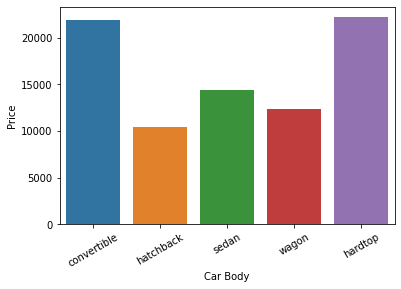 20000
15000
10000
5000
0
Price
convertible
hatchback
sedan
wagon
hardtop
Car Body